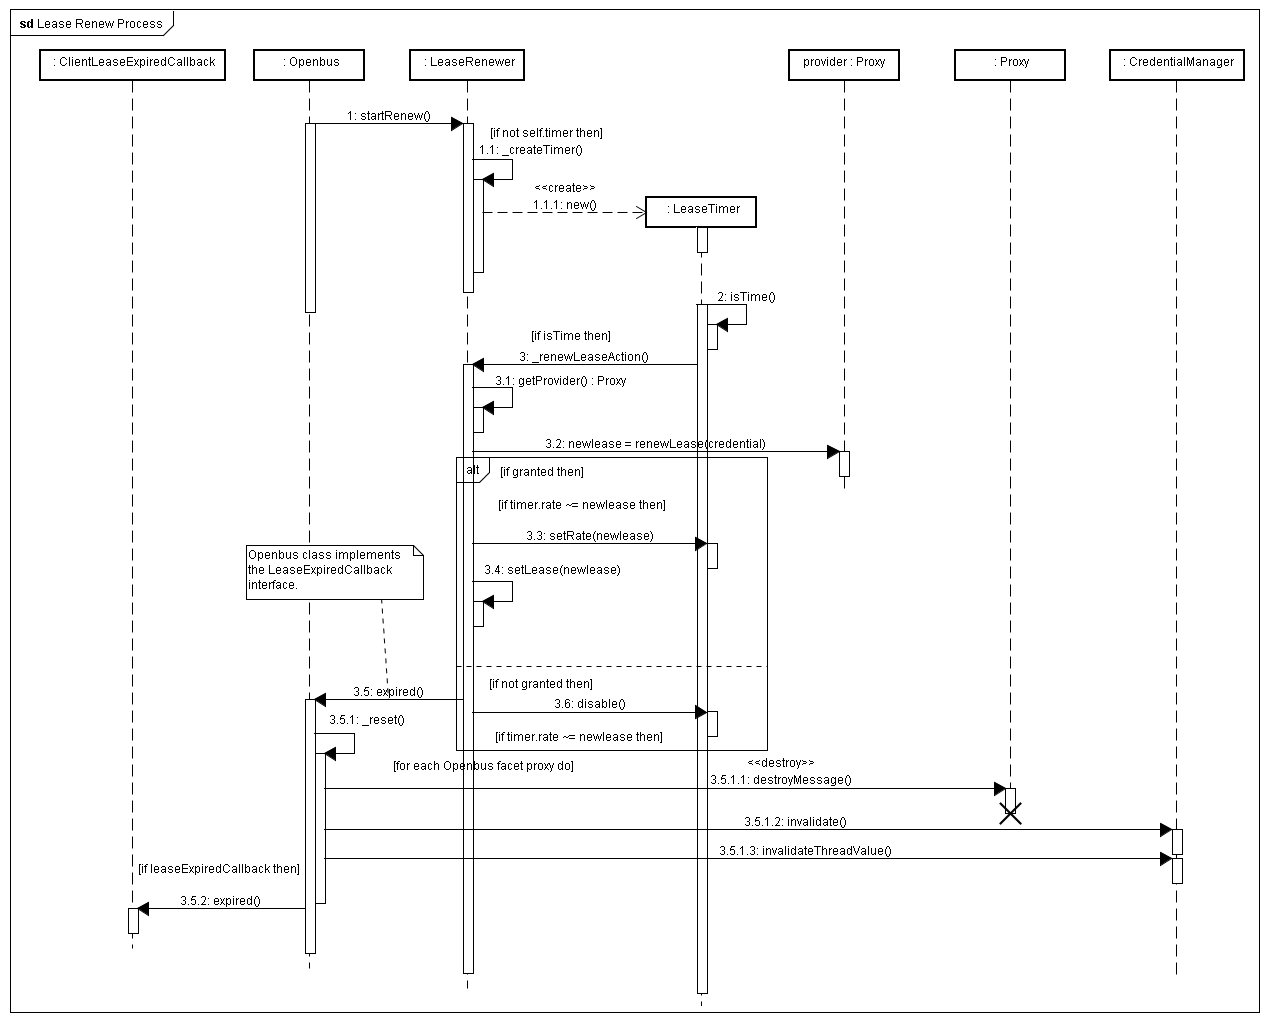 sd Lease Renew Process
: ClientLeaseExpiredCallback
: Openbus
: LeaseRenewer
provider : Proxy
: Proxy
: CredentialManager
1: startRenew()
[if not self.timer then]
1.1: _createTimer()
<<create>>
1.1.1: new()
: LeaseTimer
2: isTime()
[if isTime then]
3: _renewLeaseAction()
3.1: getProvider() : Proxy
3.2: newlease = renewLease(credential)
alt
[if granted then]
[if timer.rate ~= newlease then]
3.3: setRate(newlease)
Openbus class implements
the LeaseExpiredCallback
interface.
3.4: setLease(newlease)
[if not granted then]
3.5: expired()
3.6: disable()
3.5.1: _reset()
[if timer.rate ~= newlease then]
[for each Openbus facet proxy do]
<<destroy>>
3.5.1.1: destroyMessage()
3.5.1.2: invalidate()
3.5.1.3: invalidateThreadValue()
[if leaseExpiredCallback then]
3.5.2: expired()